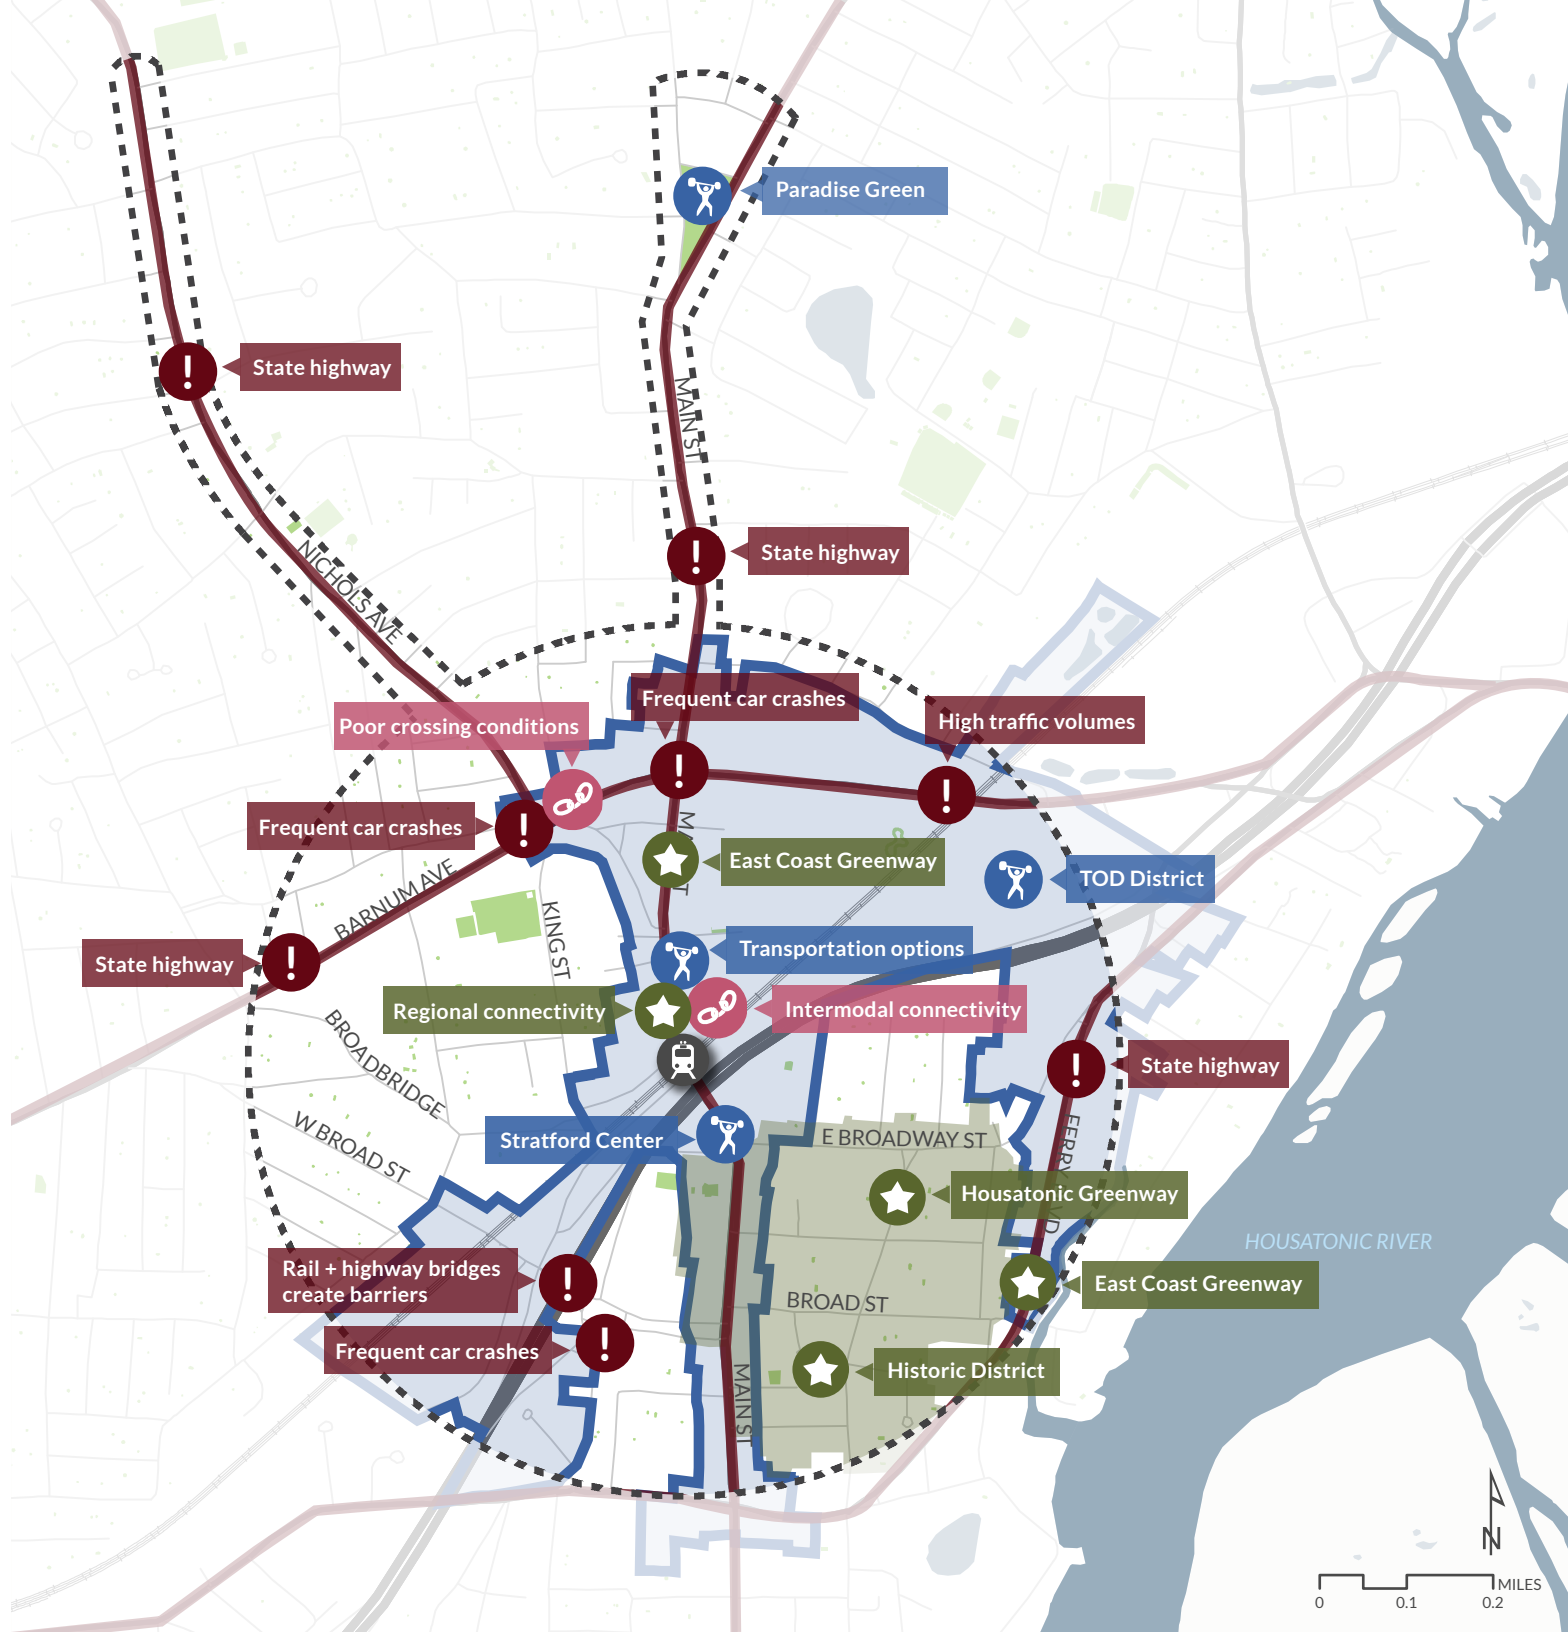 Paradise Green
State highway
MAIN ST
State highway
NICHOLS AVE
Frequent car crashes
Poor crossing conditions
High traffic volumes
Frequent car crashes
East Coast Greenway
TOD District
BARNUM AVE
KING ST
Transportation options
State highway
Regional connectivity
Intermodal connectivity
BROADBRIDGE
State highway
W BROAD ST
Stratford Center
E BROADWAY ST
Housatonic Greenway
HOUSATONIC RIVER
Rail + highway bridges
create barriers
East Coast Greenway
BROAD ST
Frequent car crashes
Historic District
MAIN ST
N
MILES
0 0.1 0.2